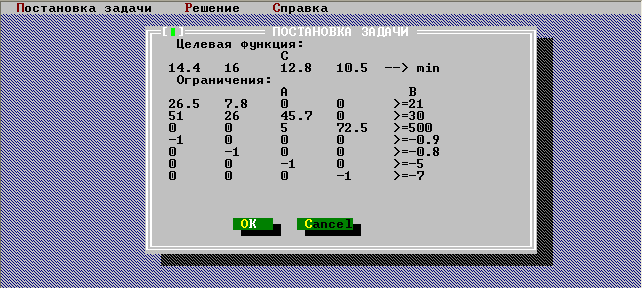 Постановка задачи Решение Справка
[■] ПОСТАНОВКА ЗАДАЧИ
Целевая функция:
C
14.4 16 12.8 10.5 --> min
Ограничения:
A B
26.5 7.8 0 0 >=21
51 26 45.7 0 >=30
0 0 5 72.5 >=500
-1 0 0 0 >=-0.9
0 -1 0 0 >=-0.8
0 0 -1 0 >=-5
0 0 0 -1 >=-7
OK Cancel